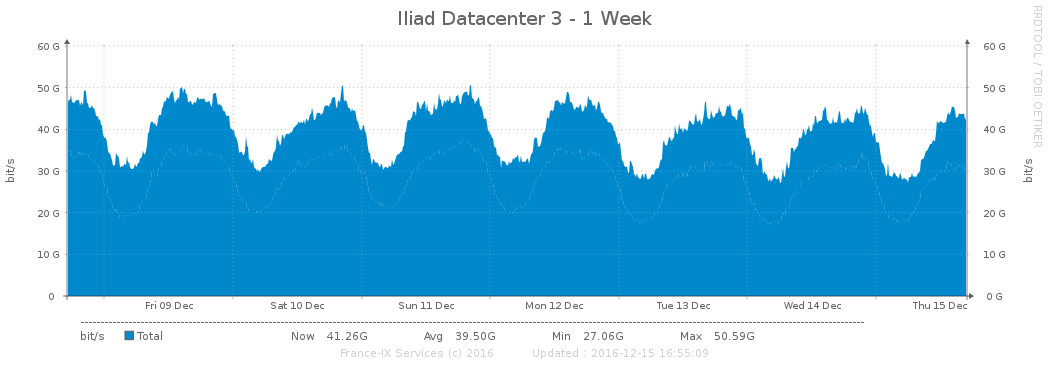 Iliad Datacenter 3 - 1 Week
RRDTOOL / TOBI OETIKER
60 G 60 G
50 G 50 G
40 G 40 G
30 G 30 G
20 G 20 G
10 G 10 G
0 0 G
bit/s bit/s
Fri 09 Dec Sat 10 Dec Sun 11 Dec Mon 12 Dec Tue 13 Dec Wed 14 Dec Thu 15 Dec
bit/s Total Now 41.26G Avg 39.50G Min 27.06G Max 50.59G
France-IX Services (c) 2016 Updated : 2016-12-15 16:55:09